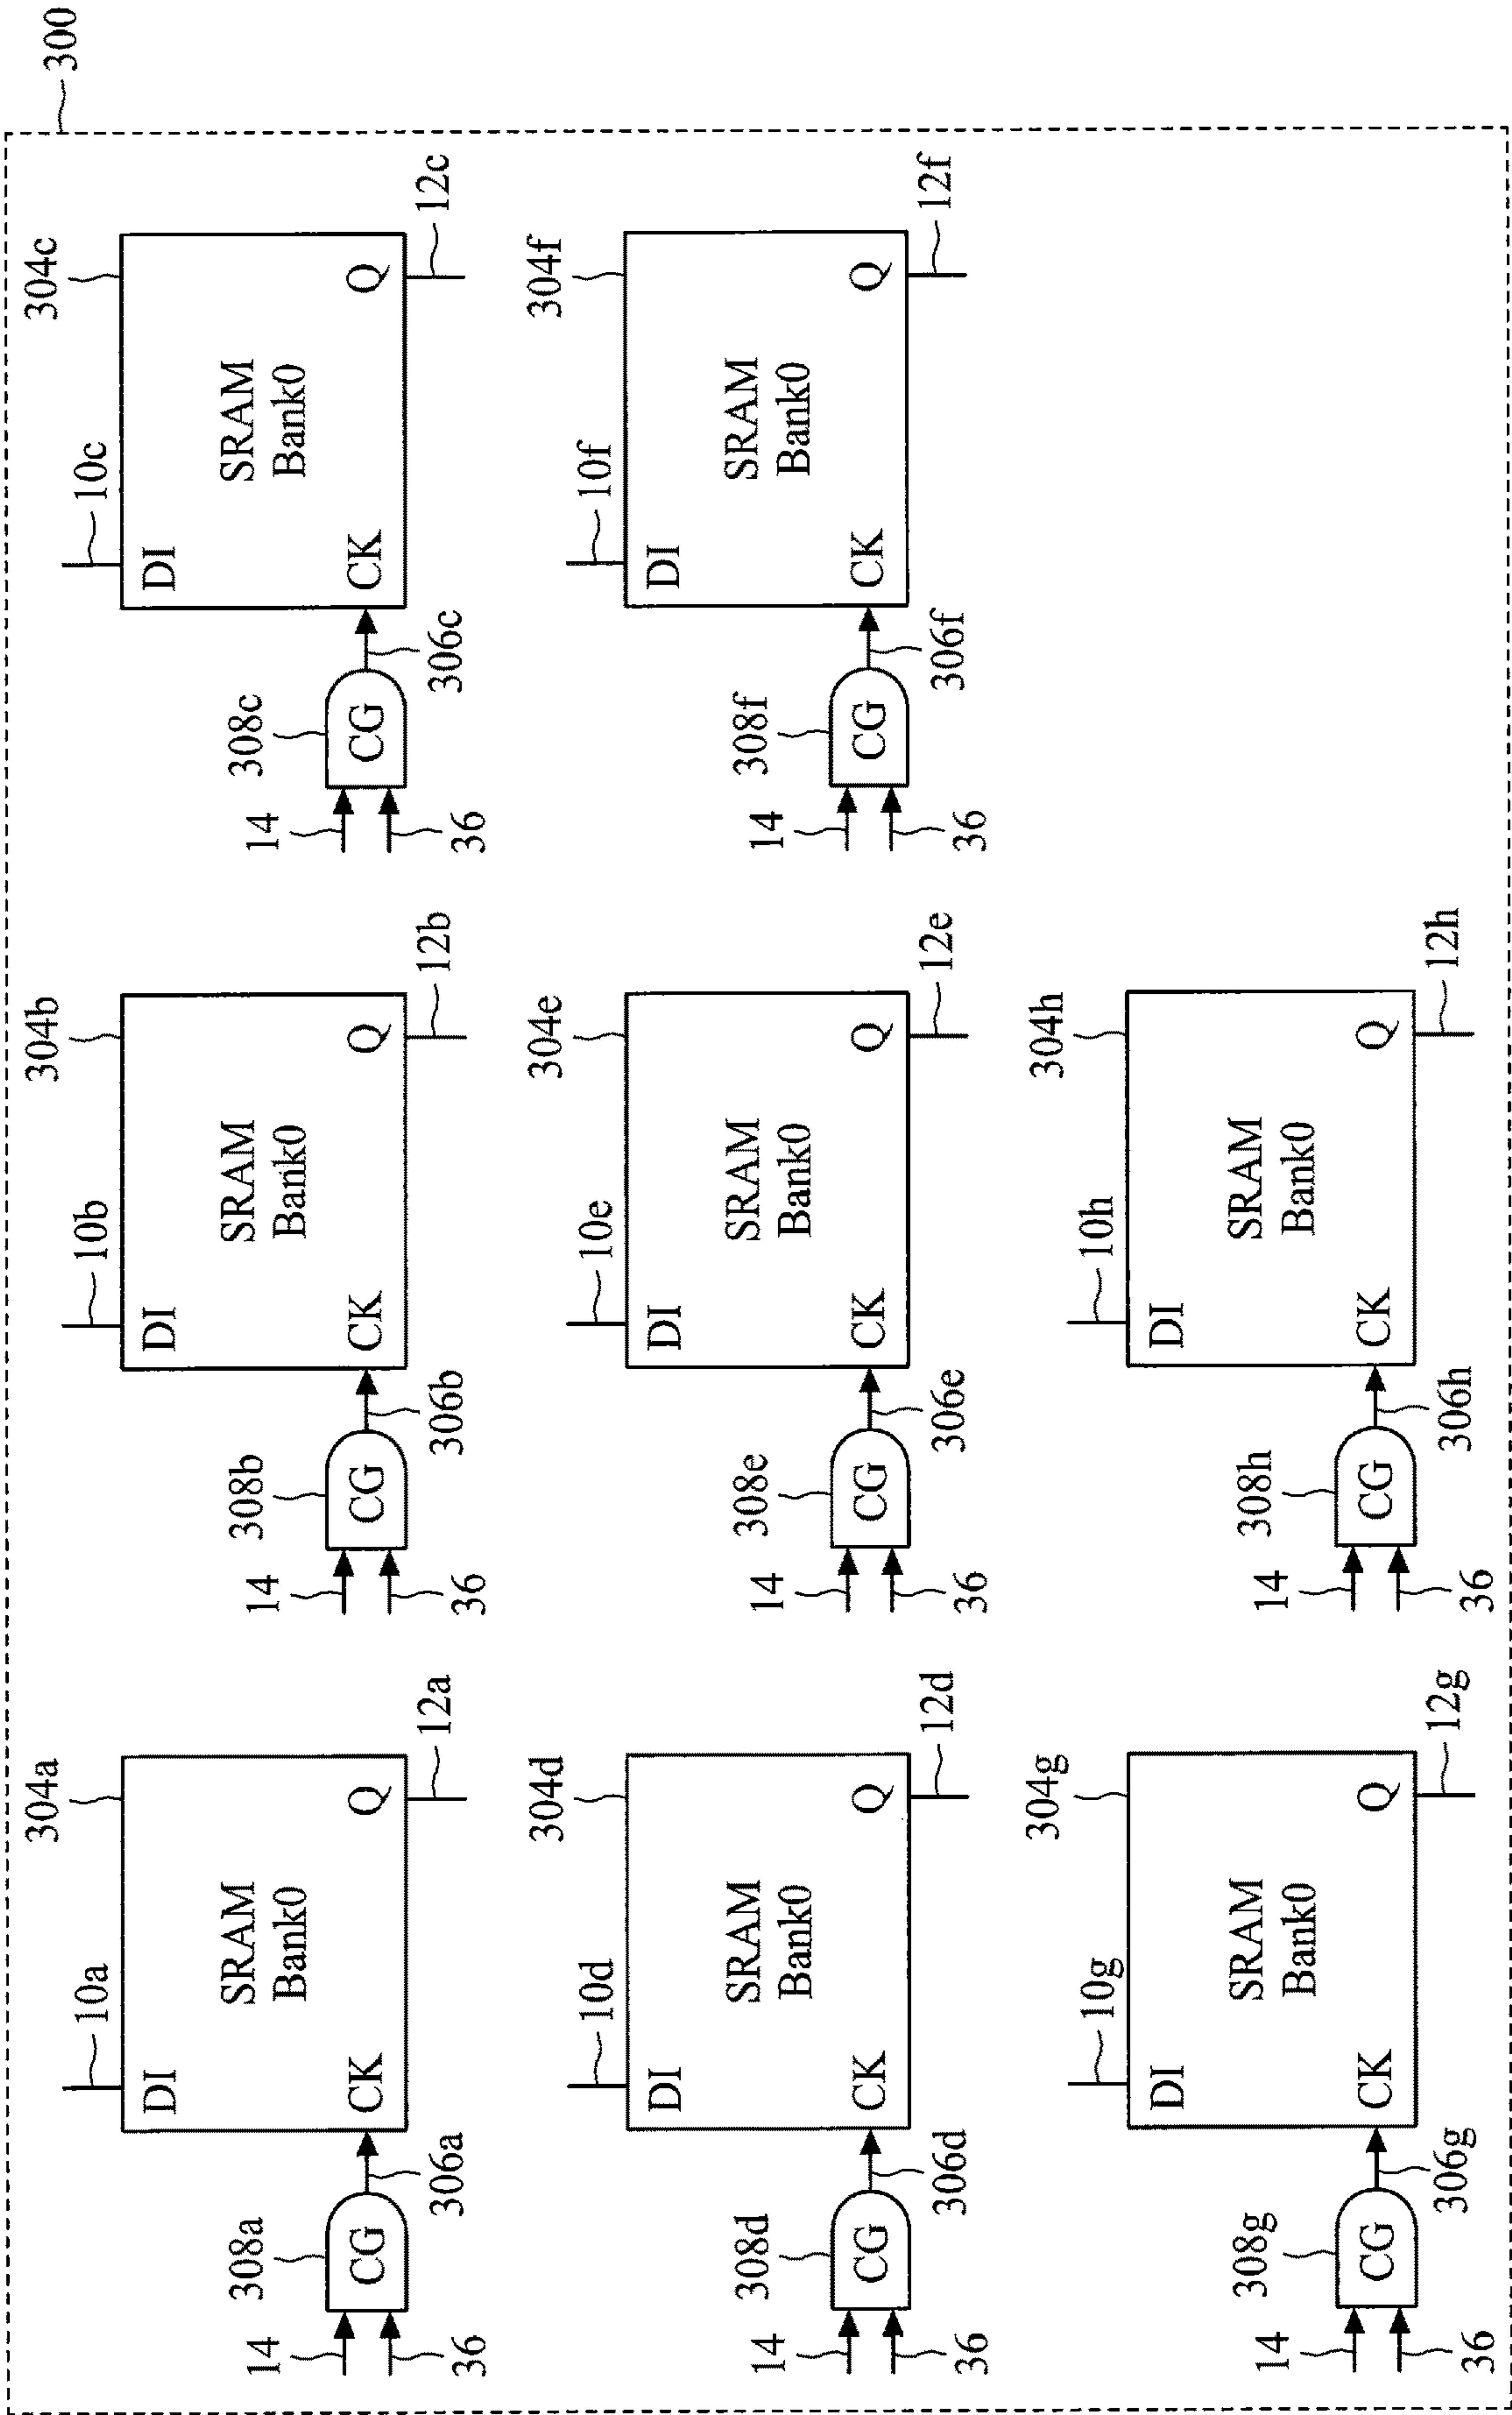 300
10a
304a
DI
SRAM
Bank0
308a
14
CG
CK
Q
36
306a
12a
10b
304b
DI
SRAM
Bank0
308b
14
CG
CK
Q
36
306b
12b
10c
304c
DI
SRAM
Bank0
308c
14
CG
CK
Q
36
306c
12c
10d
304d
DI
SRAM
Bank0
308d
14
CG
CK
Q
36
306d
12d
10e
304e
DI
SRAM
Bank0
308e
14
CG
CK
Q
36
306e
12e
10f
304f
DI
SRAM
Bank0
308f
14
CG
CK
Q
36
306f
12f
10g
304g
DI
SRAM
Bank0
308g
14
CG
CK
Q
36
306g
12g
10h
304h
DI
SRAM
Bank0
308h
14
CG
CK
Q
36
306h
12h